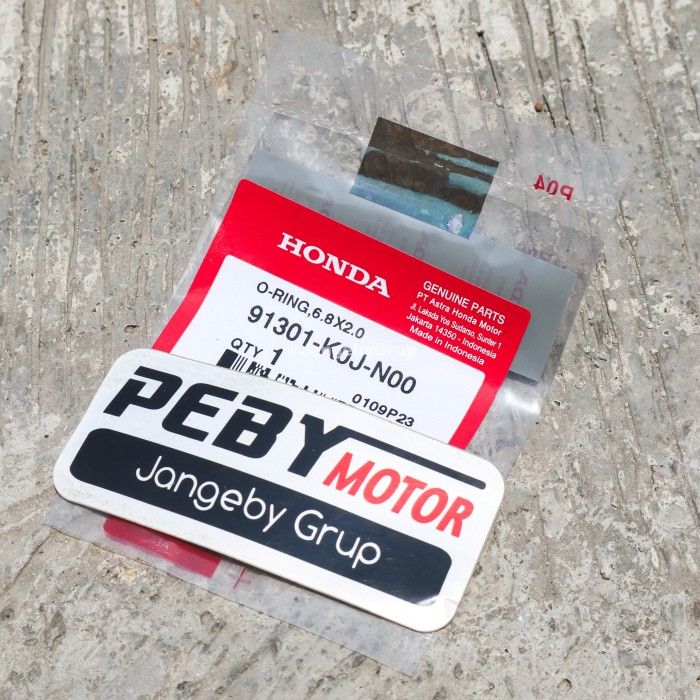 P04
HONDA
GENUINE PARTS
PT Astra Honda Motor
Jl. Laksda Yos Sudarso, Sunter 1
Jakarta 14350 - Indonesia
Made in Indonesia
O-RING,6.8X2.0
91301-K0J-N00
QTY 1
0109P23
PEBY MOTOR
Jangeby Grup